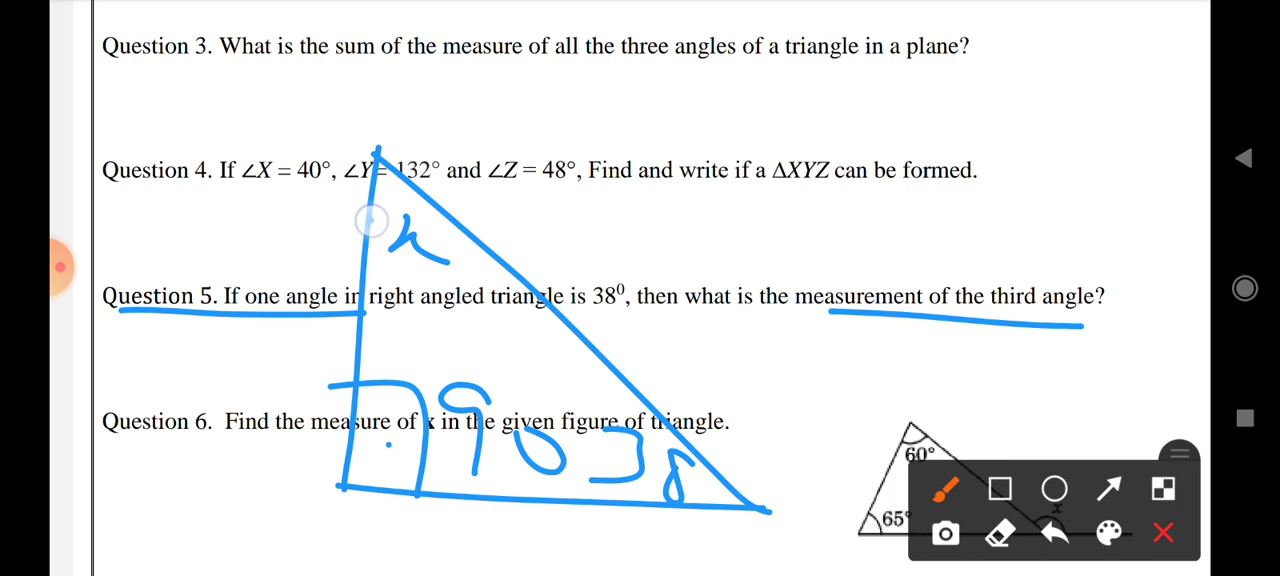 Question 3. What is the sum of the measure of all the three angles of a triangle in a plane?
Question 4. If ∠X = 40°, ∠Y= 132° and ∠Z = 48°, Find and write if a ΔXYZ can be formed.
x
Question 5. If one angle in right angled triangle is 38⁰, then what is the measurement of the third angle?
Question 6. Find the measure of x in the given figure of triangle.
90 38
60°
65°
x